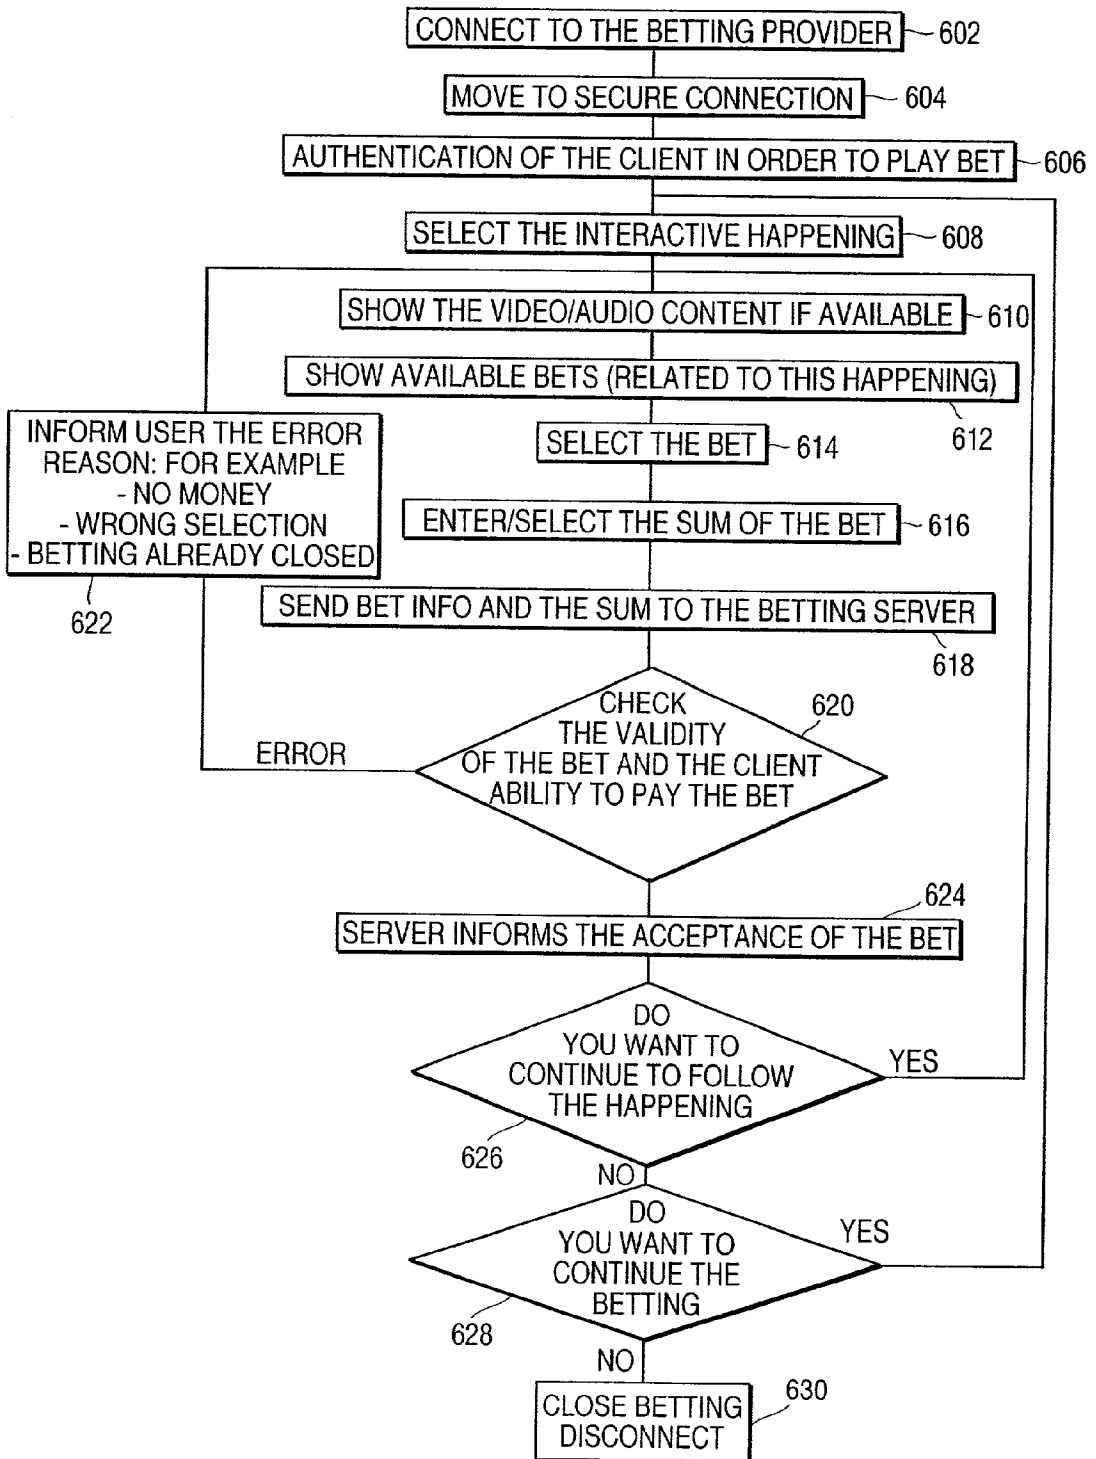 CONNECT TO THE BETTING PROVIDER
602
MOVE TO SECURE CONNECTION
604
AUTHENTICATION OF THE CLIENT IN ORDER TO PLAY BET
606
SELECT THE INTERACTIVE HAPPENING
608
SHOW THE VIDEO/AUDIO CONTENT IF AVAILABLE
610
SHOW AVAILABLE BETS (RELATED TO THIS HAPPENING)
612
INFORM USER THE ERROR
REASON: FOR EXAMPLE
- NO MONEY
- WRONG SELECTION
- BETTING ALREADY CLOSED
622
SELECT THE BET
614
ENTER/SELECT THE SUM OF THE BET
616
SEND BET INFO AND THE SUM TO THE BETTING SERVER
618
CHECK
THE VALIDITY
OF THE BET AND THE CLIENT
ABILITY TO PAY THE BET
620
ERROR
624
SERVER INFORMS THE ACCEPTANCE OF THE BET
DO
YOU WANT TO
CONTINUE TO FOLLOW
THE HAPPENING
YES
626
NO
DO
YOU WANT TO
CONTINUE THE
BETTING
YES
628
NO
CLOSE BETTING
DISCONNECT
630